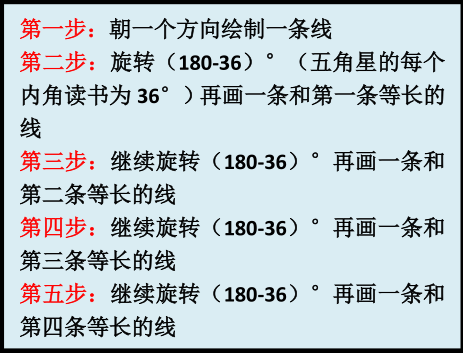 第一步：朝一个方向绘制一条线
第二步：旋转（180-36）°（五角星的每个
内角读书为 36°）再画一条和第一条等长的
线
第三步：继续旋转（180-36）°再画一条和
第二条等长的线
第四步：继续旋转（180-36）°再画一条和
第三条等长的线
第五步：继续旋转（180-36）°再画一条和
第四条等长的线